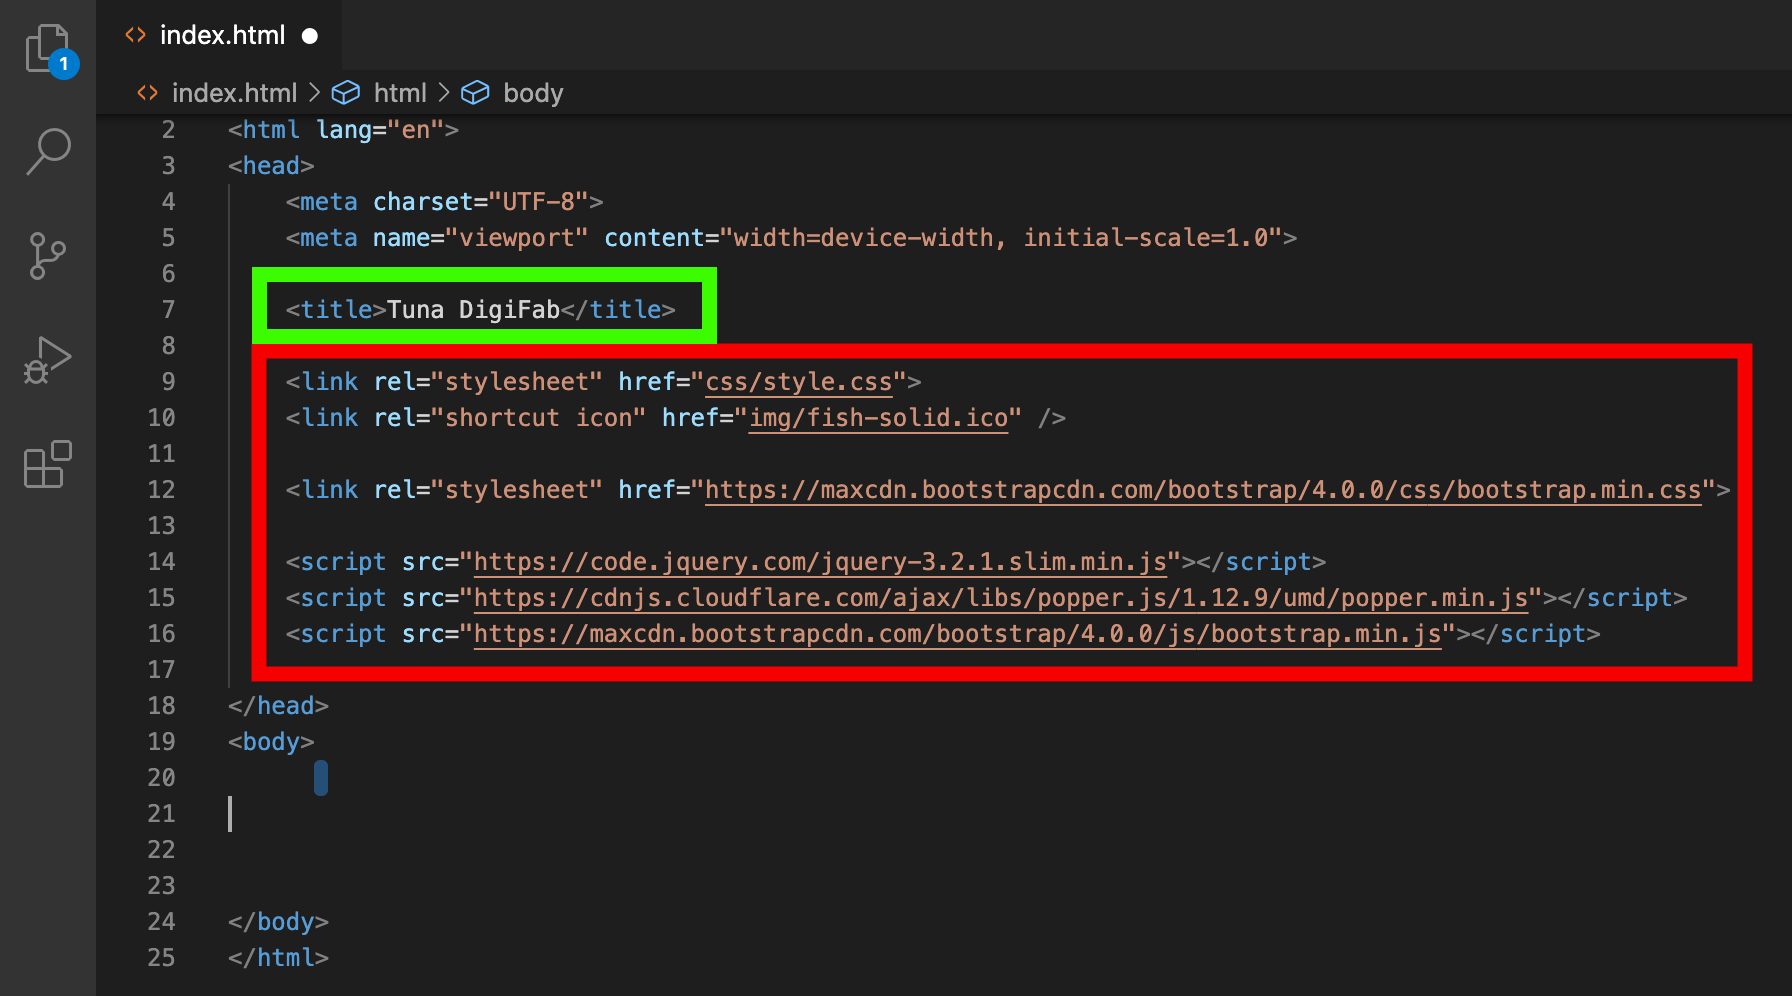 index.html
1
index.html > html > body
2 <html lang="en">
3 <head>
4 <meta charset="UTF-8">
5 <meta name="viewport" content="width=device-width, initial-scale=1.0">
6
7 <title>Tuna DigiFab</title>
8
9 <link rel="stylesheet" href="css/style.css">
10 <link rel="shortcut icon" href="img/fish-solid.ico" />
11
12 <link rel="stylesheet" href="https://maxcdn.bootstrapcdn.com/bootstrap/4.0.0/css/bootstrap.min.css">
13
14 <script src="https://code.jquery.com/jquery-3.2.1.slim.min.js"></script>
15 <script src="https://cdnjs.cloudflare.com/ajax/libs/popper.js/1.12.9/umd/popper.min.js"></script>
16 <script src="https://maxcdn.bootstrapcdn.com/bootstrap/4.0.0/js/bootstrap.min.js"></script>
17
18 </head>
19 <body>
20
21
22
23
24 </body>
25 </html>